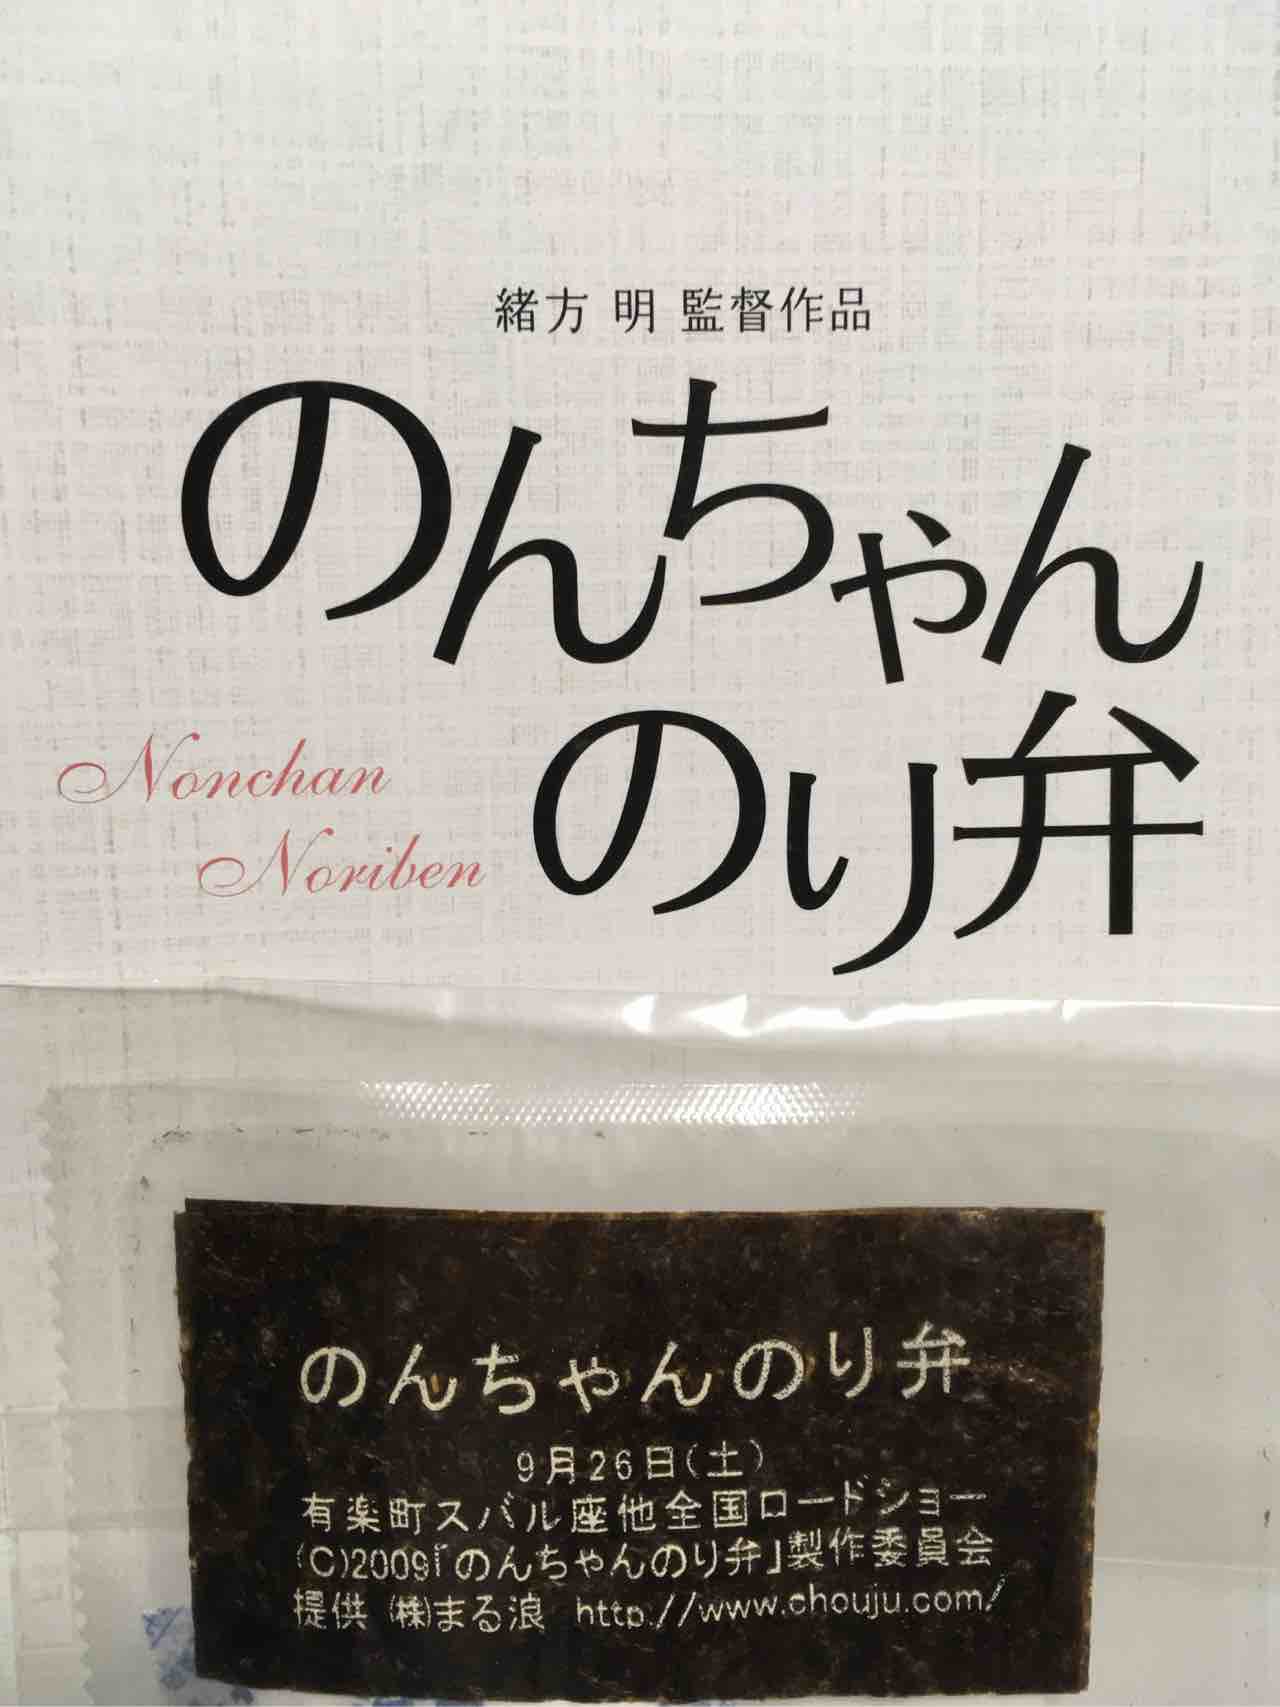 緒方 明 監督作品
のんちゃん
のり弁
Nonchan
Noriben
のんちゃんのり弁
9月26日(土)
有楽町スバル座他全国ロードショー
(C)2009「のんちゃんのり弁」製作委員会
提供 (株)まる浪 http://www.chouju.com/